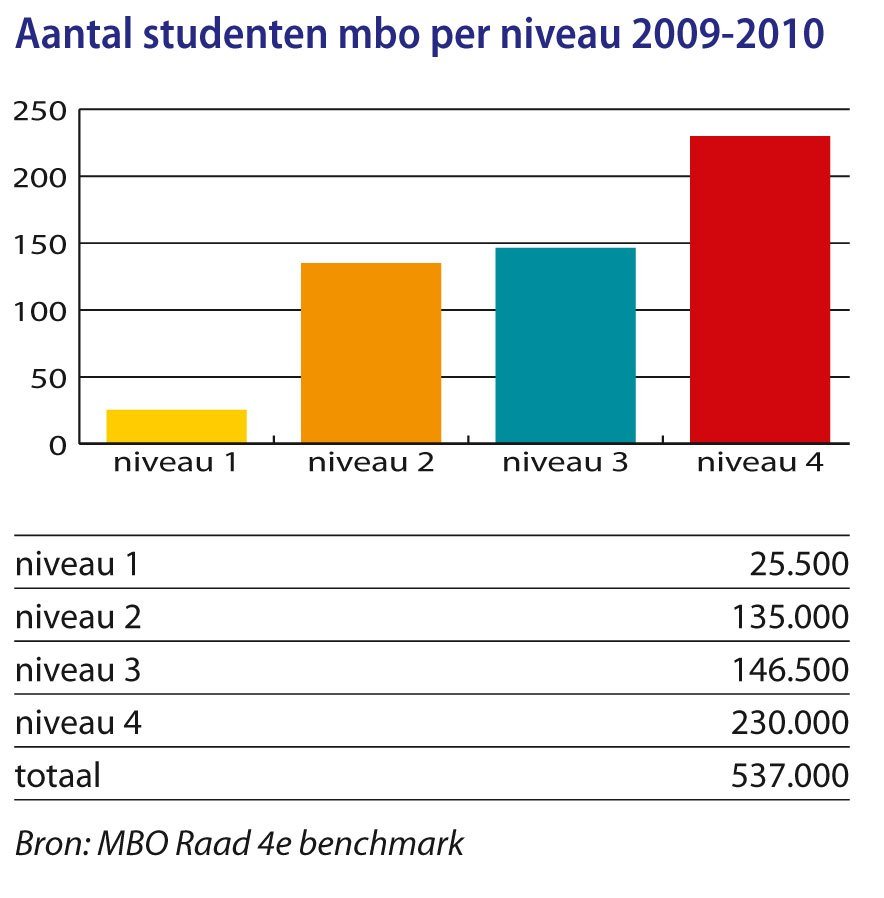 Aantal studenten mbo per niveau 2009-2010
250
200
150
100
50
0
niveau 1 niveau 2 niveau 3 niveau 4
niveau 1 25.500
niveau 2 135.000
niveau 3 146.500
niveau 4 230.000
totaal 537.000
Bron: MBO Raad 4e benchmark